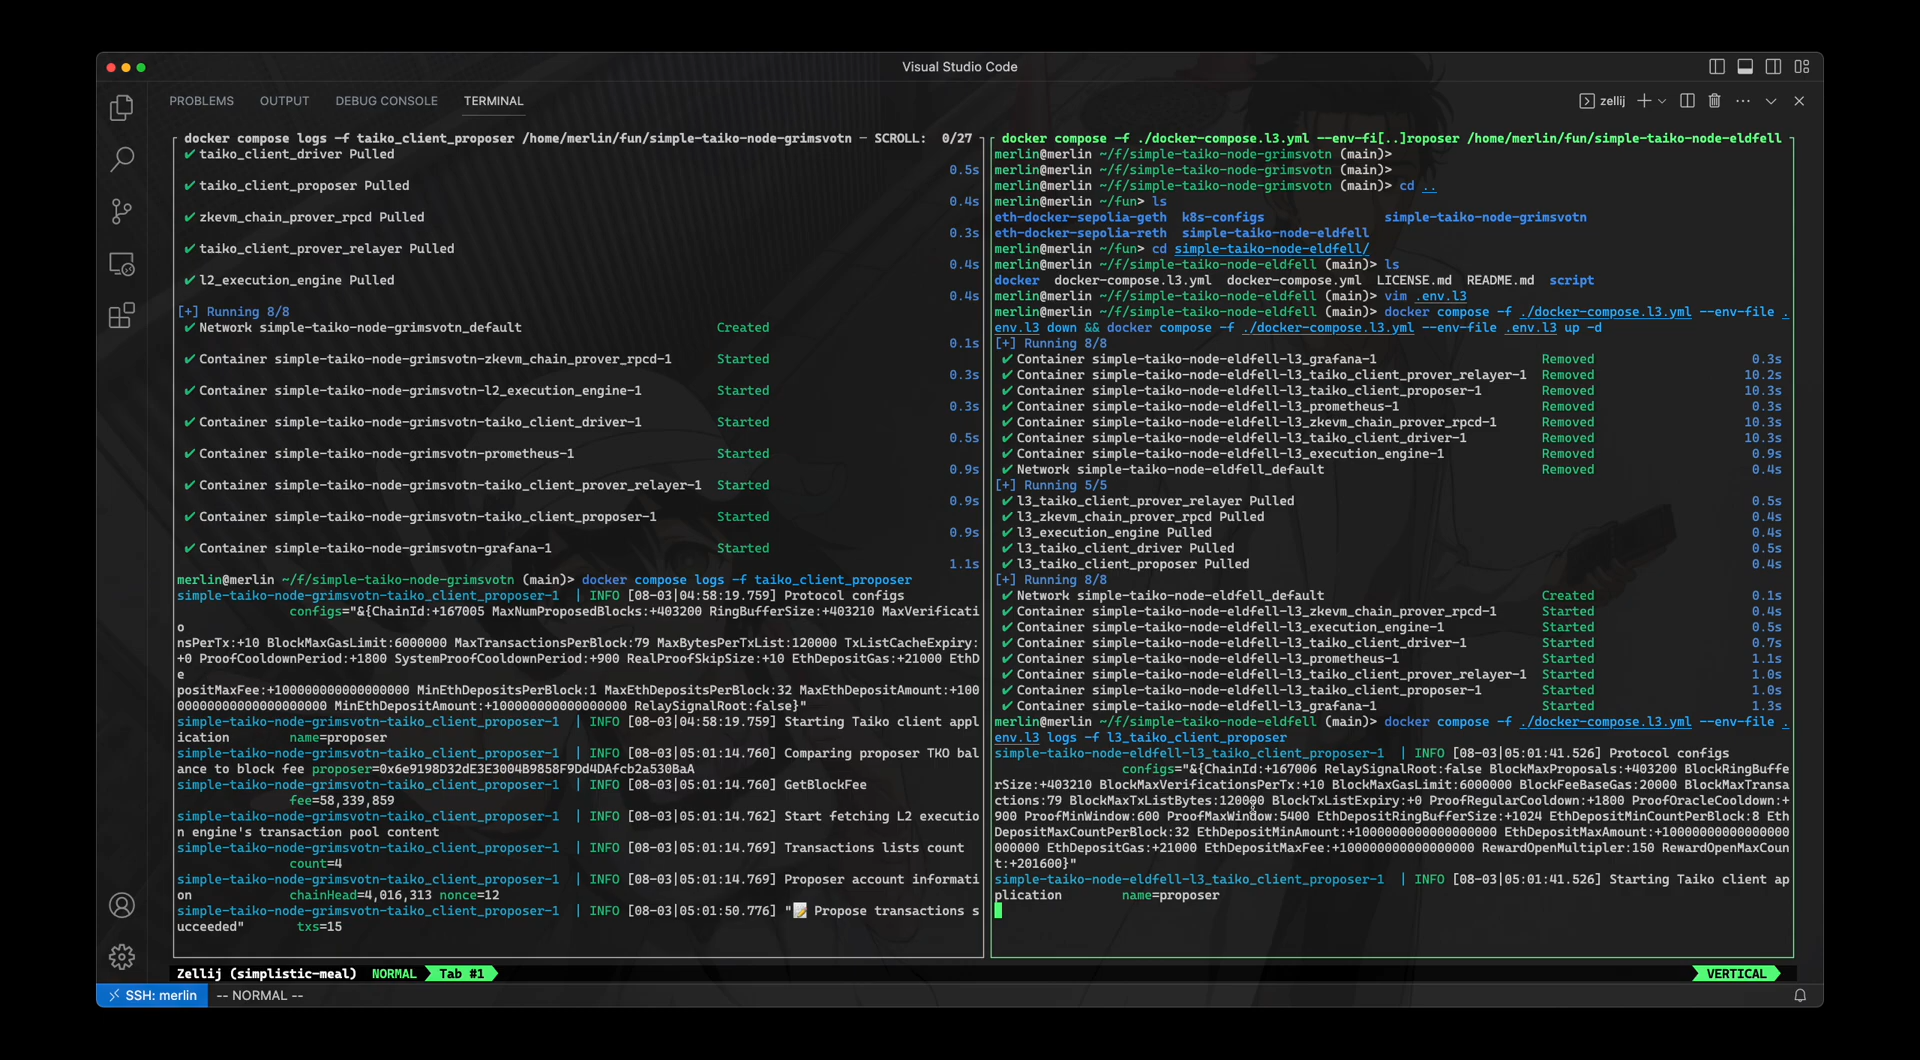 Visual Studio Code
PROBLEMS OUTPUT DEBUG CONSOLE TERMINAL
zellij
docker compose logs -f taiko_client_proposer /home/merlin/fun/simple-taiko-node-grimsvotn — SCROLL: 0/27
✔ taiko_client_driver Pulled
0.5s
✔ taiko_client_proposer Pulled
0.4s
✔ zkevm_chain_prover_rpcd Pulled
0.3s
✔ taiko_client_prover_relayer Pulled
0.4s
✔ l2_execution_engine Pulled
0.4s
[+] Running 8/8
✔ Network simple-taiko-node-grimsvotn_default Created
0.1s
✔ Container simple-taiko-node-grimsvotn-zkevm_chain_prover_rpcd-1 Started
0.3s
✔ Container simple-taiko-node-grimsvotn-l2_execution_engine-1 Started
0.3s
✔ Container simple-taiko-node-grimsvotn-taiko_client_driver-1 Started
0.5s
✔ Container simple-taiko-node-grimsvotn-prometheus-1 Started
0.9s
✔ Container simple-taiko-node-grimsvotn-taiko_client_prover_relayer-1 Started
0.9s
✔ Container simple-taiko-node-grimsvotn-taiko_client_proposer-1 Started
0.9s
✔ Container simple-taiko-node-grimsvotn-grafana-1 Started
1.1s
merlin@merlin ~/f/simple-taiko-node-grimsvotn (main)> docker compose logs -f taiko_client_proposer
simple-taiko-node-grimsvotn-taiko_client_proposer-1 | INFO [08-03|04:58:19.759] Protocol configs
configs="&{ChainId:+167005 MaxNumProposedBlocks:+403200 RingBufferSize:+403210 MaxVerificati
o
nsPerTx:+10 BlockMaxGasLimit:6000000 MaxTransactionsPerBlock:79 MaxBytesPerTxList:120000 TxListCacheExpiry:
+0 ProofCooldownPeriod:+1800 SystemProofCooldownPeriod:+900 RealProofSkipSize:+10 EthDepositGas:+21000 EthD
e
positMaxFee:+100000000000000000 MinEthDepositsPerBlock:1 MaxEthDepositsPerBlock:32 MaxEthDepositAmount:+100
00000000000000000000 MinEthDepositAmount:+1000000000000000000 RelaySignalRoot:false}"
simple-taiko-node-grimsvotn-taiko_client_proposer-1 | INFO [08-03|04:58:19.759] Starting Taiko client appl
ication name=proposer
simple-taiko-node-grimsvotn-taiko_client_proposer-1 | INFO [08-03|05:01:14.760] Comparing proposer TKO bal
ance to block fee proposer=0x6e919BD32dE3E3004B9858F9Dd4DAfcb2a530BaA
simple-taiko-node-grimsvotn-taiko_client_proposer-1 | INFO [08-03|05:01:14.760] GetBlockFee
fee=58,339,859
simple-taiko-node-grimsvotn-taiko_client_proposer-1 | INFO [08-03|05:01:14.762] Start fetching L2 executio
n engine's transaction pool content
simple-taiko-node-grimsvotn-taiko_client_proposer-1 | INFO [08-03|05:01:14.769] Transactions lists count
count=4
simple-taiko-node-grimsvotn-taiko_client_proposer-1 | INFO [08-03|05:01:14.769] Proposer account informati
on chainHead=4,016,313 nonce=12
simple-taiko-node-grimsvotn-taiko_client_proposer-1 | INFO [08-03|05:01:50.776] "📝 Propose transactions s
ucceeded" txs=15
docker compose -f ./docker-compose.l3.yml --env-fi[..]roposer /home/merlin/fun/simple-taiko-node-eldfell
merlin@merlin ~/f/simple-taiko-node-grimsvotn (main)>
merlin@merlin ~/f/simple-taiko-node-grimsvotn (main)>
merlin@merlin ~/f/simple-taiko-node-grimsvotn (main)> cd ..
merlin@merlin ~/fun> ls
eth-docker-sepolia-geth k8s-configs simple-taiko-node-grimsvotn
eth-docker-sepolia-reth simple-taiko-node-eldfell
merlin@merlin ~/fun> cd simple-taiko-node-eldfell/
merlin@merlin ~/f/simple-taiko-node-eldfell (main)> ls
docker docker-compose.l3.yml docker-compose.yml LICENSE.md README.md script
merlin@merlin ~/f/simple-taiko-node-eldfell (main)> vim .env.l3
merlin@merlin ~/f/simple-taiko-node-eldfell (main)> docker compose -f ./docker-compose.l3.yml --env-file .
env.l3 down && docker compose -f ./docker-compose.l3.yml --env-file .env.l3 up -d
[+] Running 8/8
✔ Container simple-taiko-node-eldfell-l3_grafana-1 Removed 0.3s
✔ Container simple-taiko-node-eldfell-l3_taiko_client_prover_relayer-1 Removed 10.2s
✔ Container simple-taiko-node-eldfell-l3_taiko_client_proposer-1 Removed 10.3s
✔ Container simple-taiko-node-eldfell-l3_prometheus-1 Removed 0.3s
✔ Container simple-taiko-node-eldfell-l3_zkevm_chain_prover_rpcd-1 Removed 10.3s
✔ Container simple-taiko-node-eldfell-l3_taiko_client_driver-1 Removed 10.3s
✔ Container simple-taiko-node-eldfell-l3_execution_engine-1 Removed 0.9s
✔ Network simple-taiko-node-eldfell_default Removed 0.4s
[+] Running 5/5
✔ l3_taiko_client_prover_relayer Pulled 0.5s
✔ l3_zkevm_chain_prover_rpcd Pulled 0.4s
✔ l3_execution_engine Pulled 0.4s
✔ l3_taiko_client_driver Pulled 0.5s
✔ l3_taiko_client_proposer Pulled 0.4s
[+] Running 8/8
✔ Network simple-taiko-node-eldfell_default Created 0.1s
✔ Container simple-taiko-node-eldfell-l3_zkevm_chain_prover_rpcd-1 Started 0.4s
✔ Container simple-taiko-node-eldfell-l3_execution_engine-1 Started 0.5s
✔ Container simple-taiko-node-eldfell-l3_taiko_client_driver-1 Started 0.7s
✔ Container simple-taiko-node-eldfell-l3_prometheus-1 Started 1.1s
✔ Container simple-taiko-node-eldfell-l3_taiko_client_prover_relayer-1 Started 1.0s
✔ Container simple-taiko-node-eldfell-l3_taiko_client_proposer-1 Started 1.0s
✔ Container simple-taiko-node-eldfell-l3_grafana-1 Started 1.3s
merlin@merlin ~/f/simple-taiko-node-eldfell (main)> docker compose -f ./docker-compose.l3.yml --env-file .
env.l3 logs -f l3_taiko_client_proposer
simple-taiko-node-eldfell-l3_taiko_client_proposer-1 | INFO [08-03|05:01:41.526] Protocol configs
configs="&{ChainId:+167006 RelaySignalRoot:false BlockMaxProposals:+403200 BlockRingBuffe
rSize:+403210 BlockMaxVerificationsPerTx:+10 BlockMaxGasLimit:6000000 BlockFeeBaseGas:20000 BlockMaxTransa
ctions:79 BlockMaxTxListBytes:120000 BlockTxListExpiry:+0 ProofRegularCooldown:+1800 ProofOracleCooldown:+
900 ProofMinWindow:600 ProofMaxWindow:5400 EthDepositRingBufferSize:+1024 EthDepositMinCountPerBlock:8 Eth
DepositMaxCountPerBlock:32 EthDepositMinAmount:+1000000000000000000 EthDepositMaxAmount:+10000000000000000
000000 EthDepositGas:+21000 EthDepositMaxFee:+100000000000000000 RewardOpenMultipler:150 RewardOpenMaxCoun
t:+201600}"
simple-taiko-node-eldfell-l3_taiko_client_proposer-1 | INFO [08-03|05:01:41.526] Starting Taiko client ap
plication name=proposer
Zellij (simplistic-meal) NORMAL Tab #1 VERTICAL
SSH: merlin -- NORMAL --